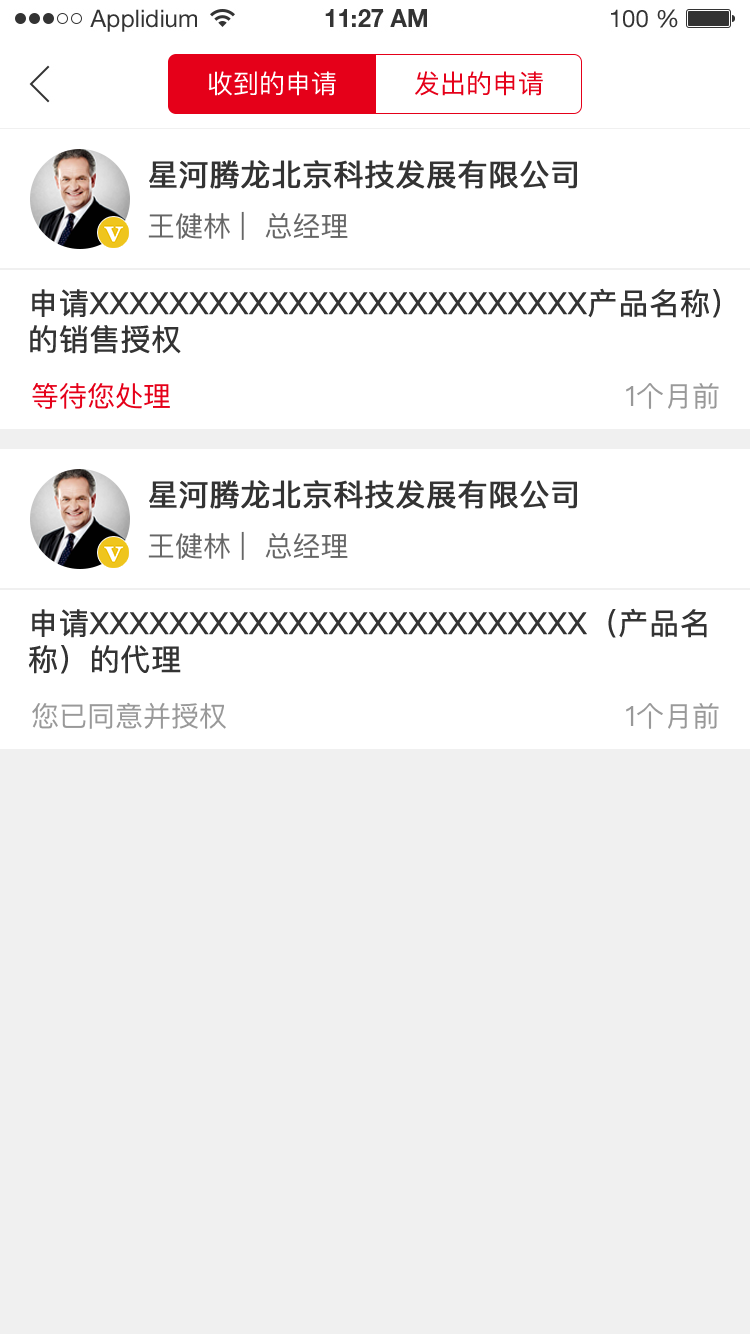 Applidium 11:27 AM 100 %
收到的申请 发出的申请
星河腾龙北京科技发展有限公司
V
王健林 | 总经理
申请XXXXXXXXXXXXXXXXXXXXXXXXX产品名称）
的销售授权
等待您处理 1个月前
星河腾龙北京科技发展有限公司
V
王健林 | 总经理
申请XXXXXXXXXXXXXXXXXXXXXXXXX（产品名
称）的代理
您已同意并授权 1个月前